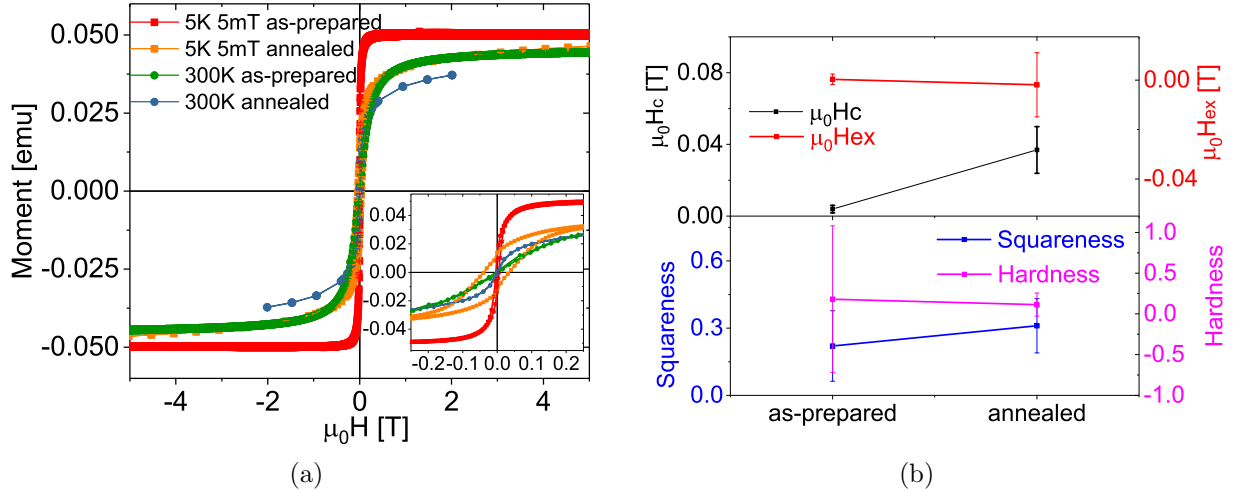 (a)
5K 5mT as-prepared
5K 5mT annealed
300K as-prepared
300K annealed
Moment [emu]
0.050
0.025
0.000
-0.025
-0.050
-4 -2 0 2 4
μ₀H [T]
0.04
0.02
0.00
-0.02
-0.04
-0.2 -0.1 0.0 0.1 0.2
(b)
μ₀Hc [T]
0.08
0.04
0.00
μ₀Hc
μ₀Hex
0.00
-0.04
μ₀Hex [T]
Squareness
0.6
0.3
0.0
Squareness
Hardness
1.0
0.5
0.0
-0.5
-1.0
Hardness
as-prepared annealed